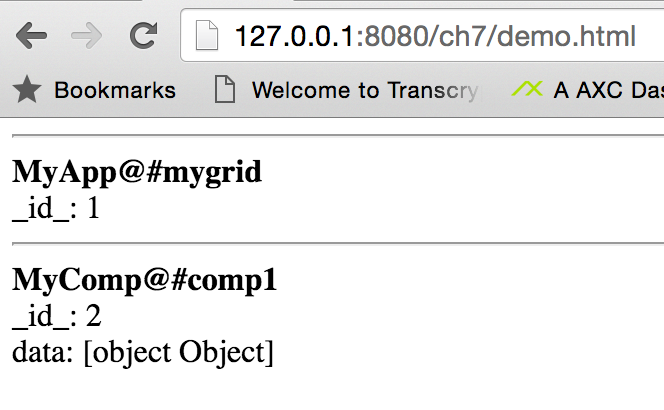 127.0.0.1:8080/ch7/demo.html
Bookmarks Welcome to Transcry A AXC Das
MyApp@#mygrid
_id_: 1
MyComp@#comp1
_id_: 2
data: [object Object]